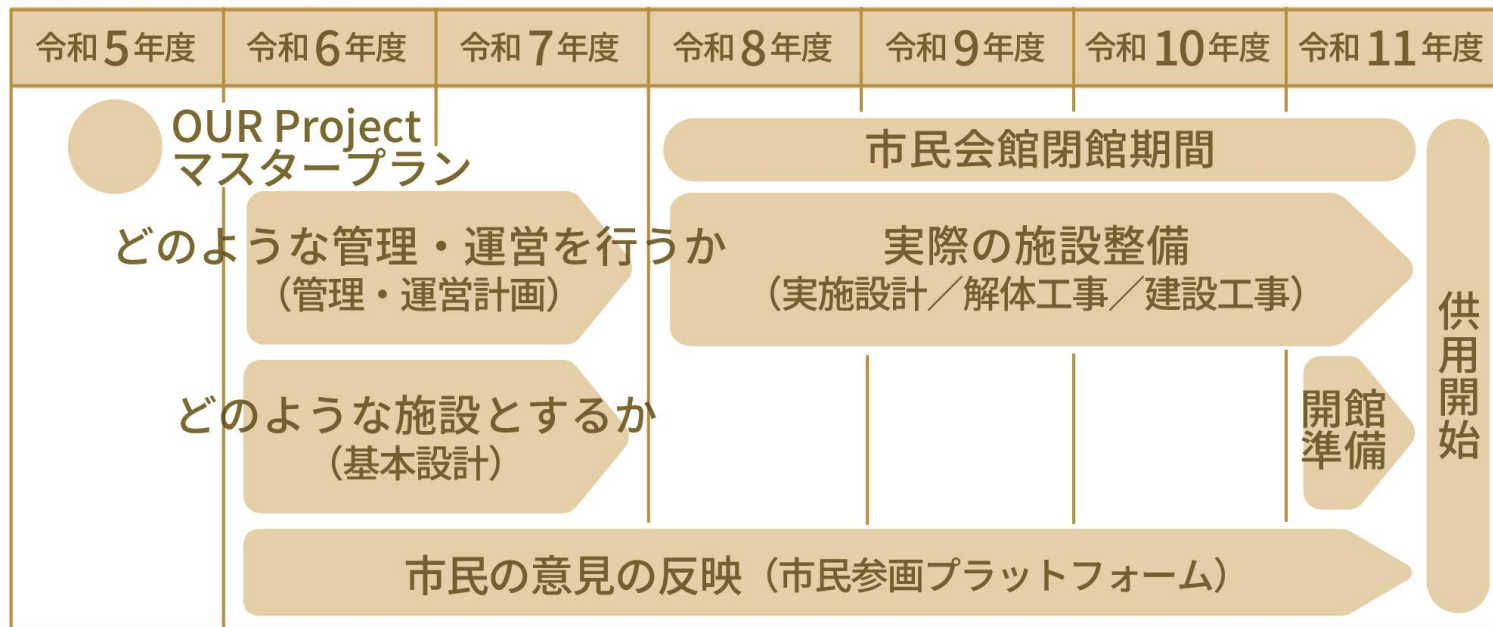 令和5年度 令和6年度 令和7年度 令和8年度 令和9年度 令和10年度 令和11年度
OUR Project
マスタープラン
市民会館閉館期間
どのような管理・運営を行うか
（管理・運営計画）
実際の施設整備
（実施設計／解体工事／建設工事）
どのような施設とするか
（基本設計）
開館
準備
供用開始
市民の意見の反映（市民参画プラットフォーム）